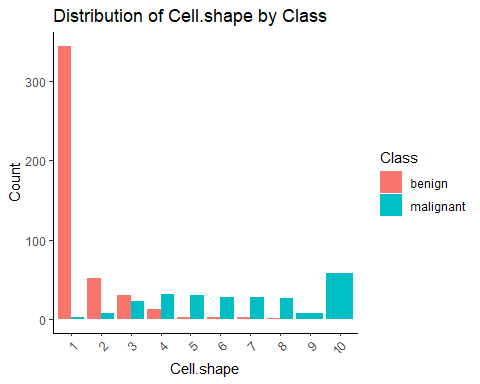 Distribution of Cell.shape by Class
300
200
100
0
Count
1 2 3 4 5 6 7 8 9 10
Cell.shape
Class
benign
malignant